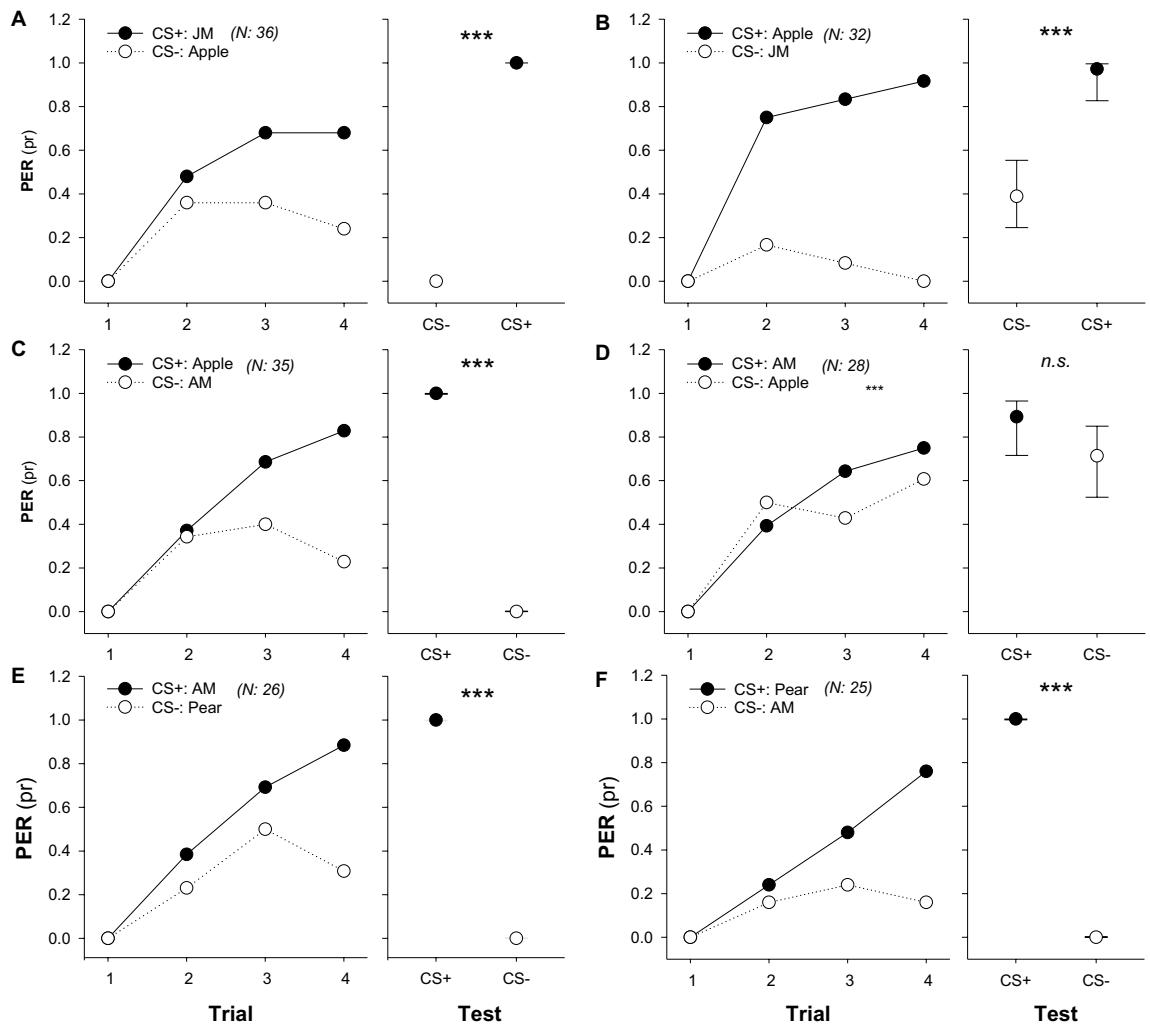 A
CS+: JM (N: 36)
CS-: Apple
***
PER (pr)
1.2
1.0
0.8
0.6
0.4
0.2
0.0
1 2 3 4
CS- CS+
B
CS+: Apple (N: 32)
CS-: JM
***
1.2
1.0
0.8
0.6
0.4
0.2
0.0
1 2 3 4
CS- CS+
C
CS+: Apple (N: 35)
CS-: AM
***
PER (pr)
1.2
1.0
0.8
0.6
0.4
0.2
0.0
1 2 3 4
CS+ CS-
D
CS+: AM (N: 28)
CS-: Apple
***
n.s.
1.2
1.0
0.8
0.6
0.4
0.2
0.0
1 2 3 4
CS+ CS-
E
CS+: AM (N: 26)
CS-: Pear
***
PER (pr)
1.2
1.0
0.8
0.6
0.4
0.2
0.0
1 2 3 4
CS+ CS-
Trial Test
F
CS+: Pear (N: 25)
CS-: AM
***
PER (pr)
1.2
1.0
0.8
0.6
0.4
0.2
0.0
1 2 3 4
CS+ CS-
Trial Test